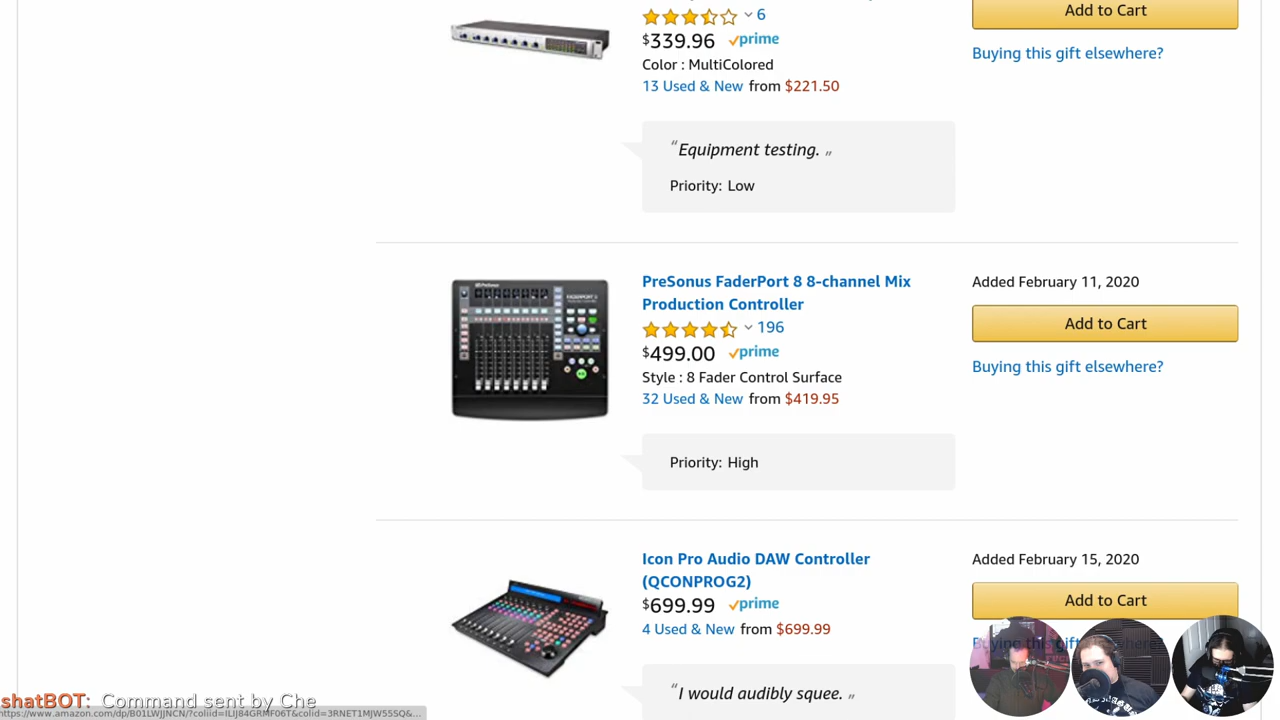 6
Add to Cart
$339.96 prime
Buying this gift elsewhere?
Color : MultiColored
13 Used & New from $221.50
"Equipment testing. „
Priority: Low
PreSonus FaderPort 8 8-channel Mix
Production Controller
Added February 11, 2020
196
Add to Cart
$499.00 prime
Buying this gift elsewhere?
Style : 8 Fader Control Surface
32 Used & New from $419.95
Priority: High
Icon Pro Audio DAW Controller
(QCONPROG2)
Added February 15, 2020
Add to Cart
$699.99 prime
4 Used & New from $699.99
Buying this gift elsewhere?
"I would audibly squee. „
shatBOT: Command sent by Che